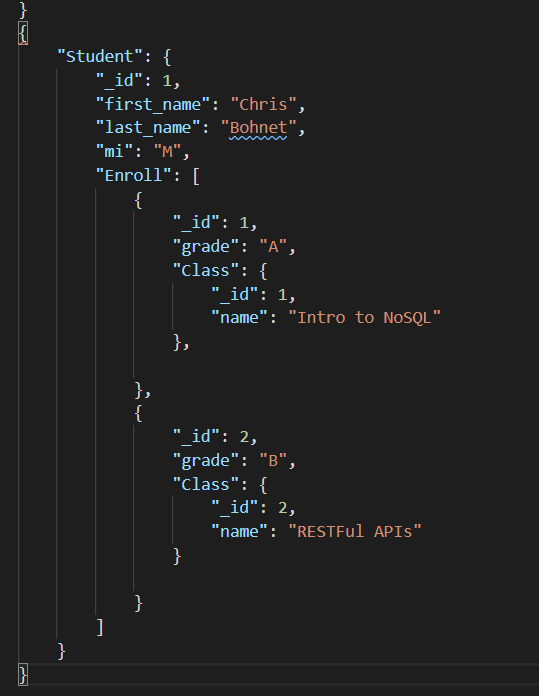 }
{
    "Student": {
        "_id": 1,
        "first_name": "Chris",
        "last_name": "Bohnet",
        "mi": "M",
        "Enroll": [
            {
                "_id": 1,
                "grade": "A",
                "Class": {
                    "_id": 1,
                    "name": "Intro to NoSQL"
                },

            },
            {
                "_id": 2,
                "grade": "B",
                "Class": {
                    "_id": 2,
                    "name": "RESTFul APIs"
                }

            }
        ]
    }
}